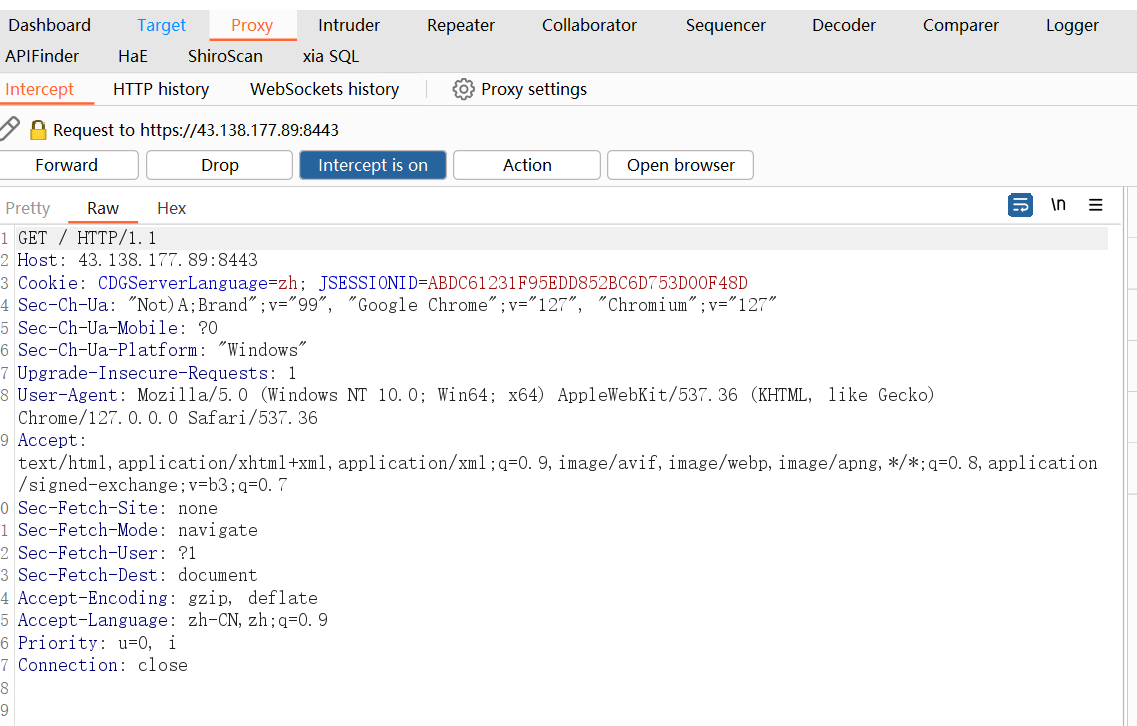 Dashboard Target Proxy Intruder Repeater Collaborator Sequencer Decoder Comparer Logger
APIFinder HaE ShiroScan xia SQL
Intercept HTTP history WebSockets history Proxy settings
Request to https://43.138.177.89:8443
Forward Drop Intercept is on Action Open browser
Pretty Raw Hex \n
1 GET / HTTP/1.1
2 Host: 43.138.177.89:8443
3 Cookie: CDGServerLanguage=zh; JSESSIONID=ABDC61231F95EDD852BC6D753D00F48D
4 Sec-Ch-Ua: "Not)A;Brand";v="99", "Google Chrome";v="127", "Chromium";v="127"
5 Sec-Ch-Ua-Mobile: ?0
6 Sec-Ch-Ua-Platform: "Windows"
7 Upgrade-Insecure-Requests: 1
8 User-Agent: Mozilla/5.0 (Windows NT 10.0; Win64; x64) AppleWebKit/537.36 (KHTML, like Gecko)
Chrome/127.0.0.0 Safari/537.36
9 Accept:
text/html,application/xhtml+xml,application/xml;q=0.9,image/avif,image/webp,image/apng,*/*;q=0.8,application
/signed-exchange;v=b3;q=0.7
0 Sec-Fetch-Site: none
1 Sec-Fetch-Mode: navigate
2 Sec-Fetch-User: ?1
3 Sec-Fetch-Dest: document
4 Accept-Encoding: gzip, deflate
5 Accept-Language: zh-CN,zh;q=0.9
6 Priority: u=0, i
7 Connection: close
8
9